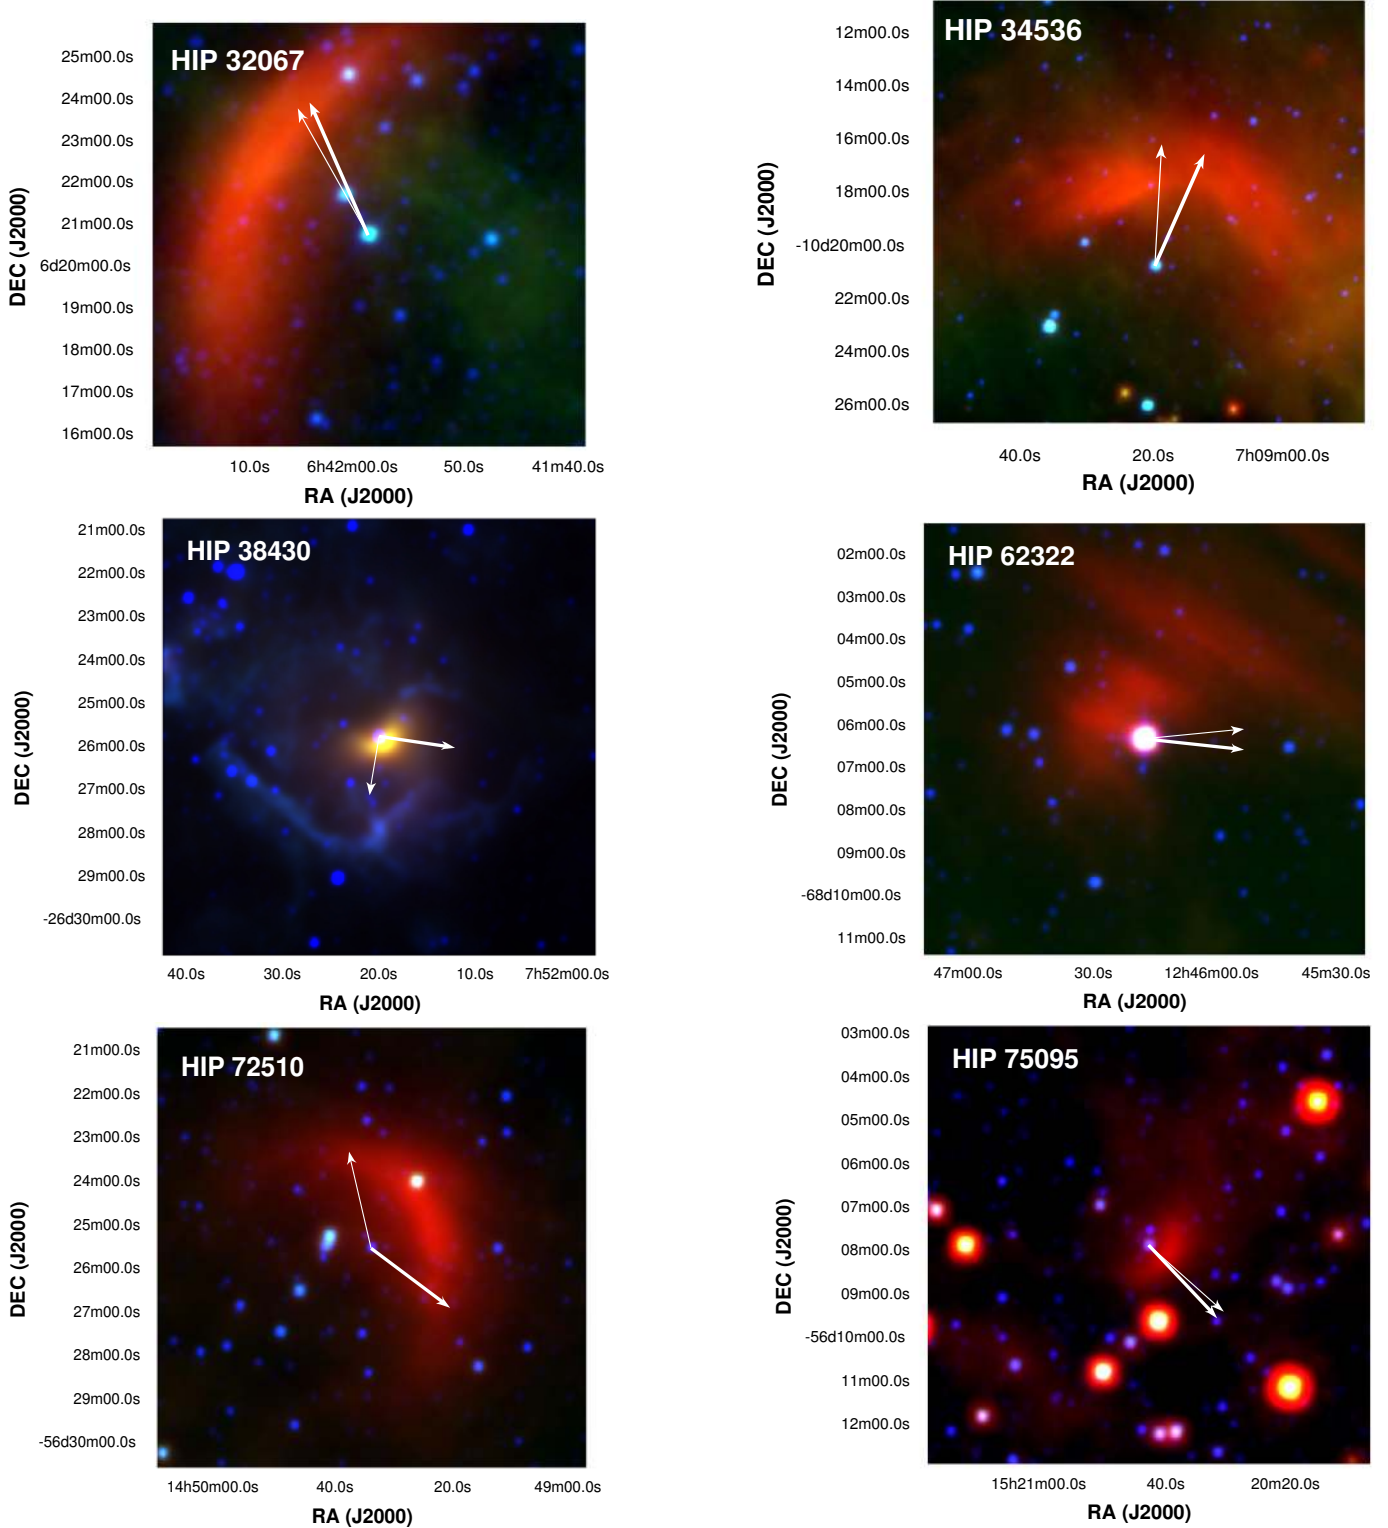 HIP 32067
25m00.0s
24m00.0s
23m00.0s
22m00.0s
21m00.0s
6d20m00.0s
19m00.0s
18m00.0s
17m00.0s
16m00.0s
DEC (J2000)
10.0s 6h42m00.0s 50.0s 41m40.0s
RA (J2000)
HIP 34536
12m00.0s
14m00.0s
16m00.0s
18m00.0s
-10d20m00.0s
22m00.0s
24m00.0s
26m00.0s
DEC (J2000)
40.0s 20.0s 7h09m00.0s
RA (J2000)
HIP 38430
21m00.0s
22m00.0s
23m00.0s
24m00.0s
25m00.0s
26m00.0s
27m00.0s
28m00.0s
29m00.0s
-26d30m00.0s
DEC (J2000)
40.0s 30.0s 20.0s 10.0s 7h52m00.0s
RA (J2000)
HIP 62322
02m00.0s
03m00.0s
04m00.0s
05m00.0s
06m00.0s
07m00.0s
08m00.0s
09m00.0s
-68d10m00.0s
11m00.0s
DEC (J2000)
47m00.0s 30.0s 12h46m00.0s 45m30.0s
RA (J2000)
HIP 72510
21m00.0s
22m00.0s
23m00.0s
24m00.0s
25m00.0s
26m00.0s
27m00.0s
28m00.0s
29m00.0s
-56d30m00.0s
DEC (J2000)
14h50m00.0s 40.0s 20.0s 49m00.0s
RA (J2000)
HIP 75095
03m00.0s
04m00.0s
05m00.0s
06m00.0s
07m00.0s
08m00.0s
09m00.0s
-56d10m00.0s
11m00.0s
12m00.0s
DEC (J2000)
15h21m00.0s 40.0s 20m20.0s
RA (J2000)